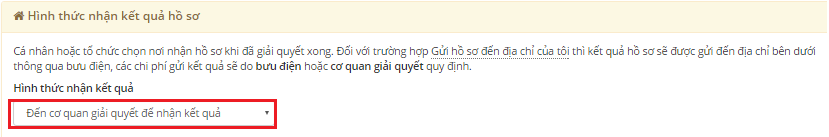 Hình thức nhận kết quả hồ sơ
Cá nhân hoặc tổ chức chọn nơi nhận hồ sơ khi đã giải quyết xong. Đối với trường hợp Gửi hồ sơ đến địa chỉ của tôi thì kết quả hồ sơ sẽ được gửi đến địa chỉ bên dưới
thông qua bưu điện, các chi phí gửi kết quả sẽ do bưu điện hoặc cơ quan giải quyết quy định.
Hình thức nhận kết quả
Đến cơ quan giải quyết để nhận kết quả